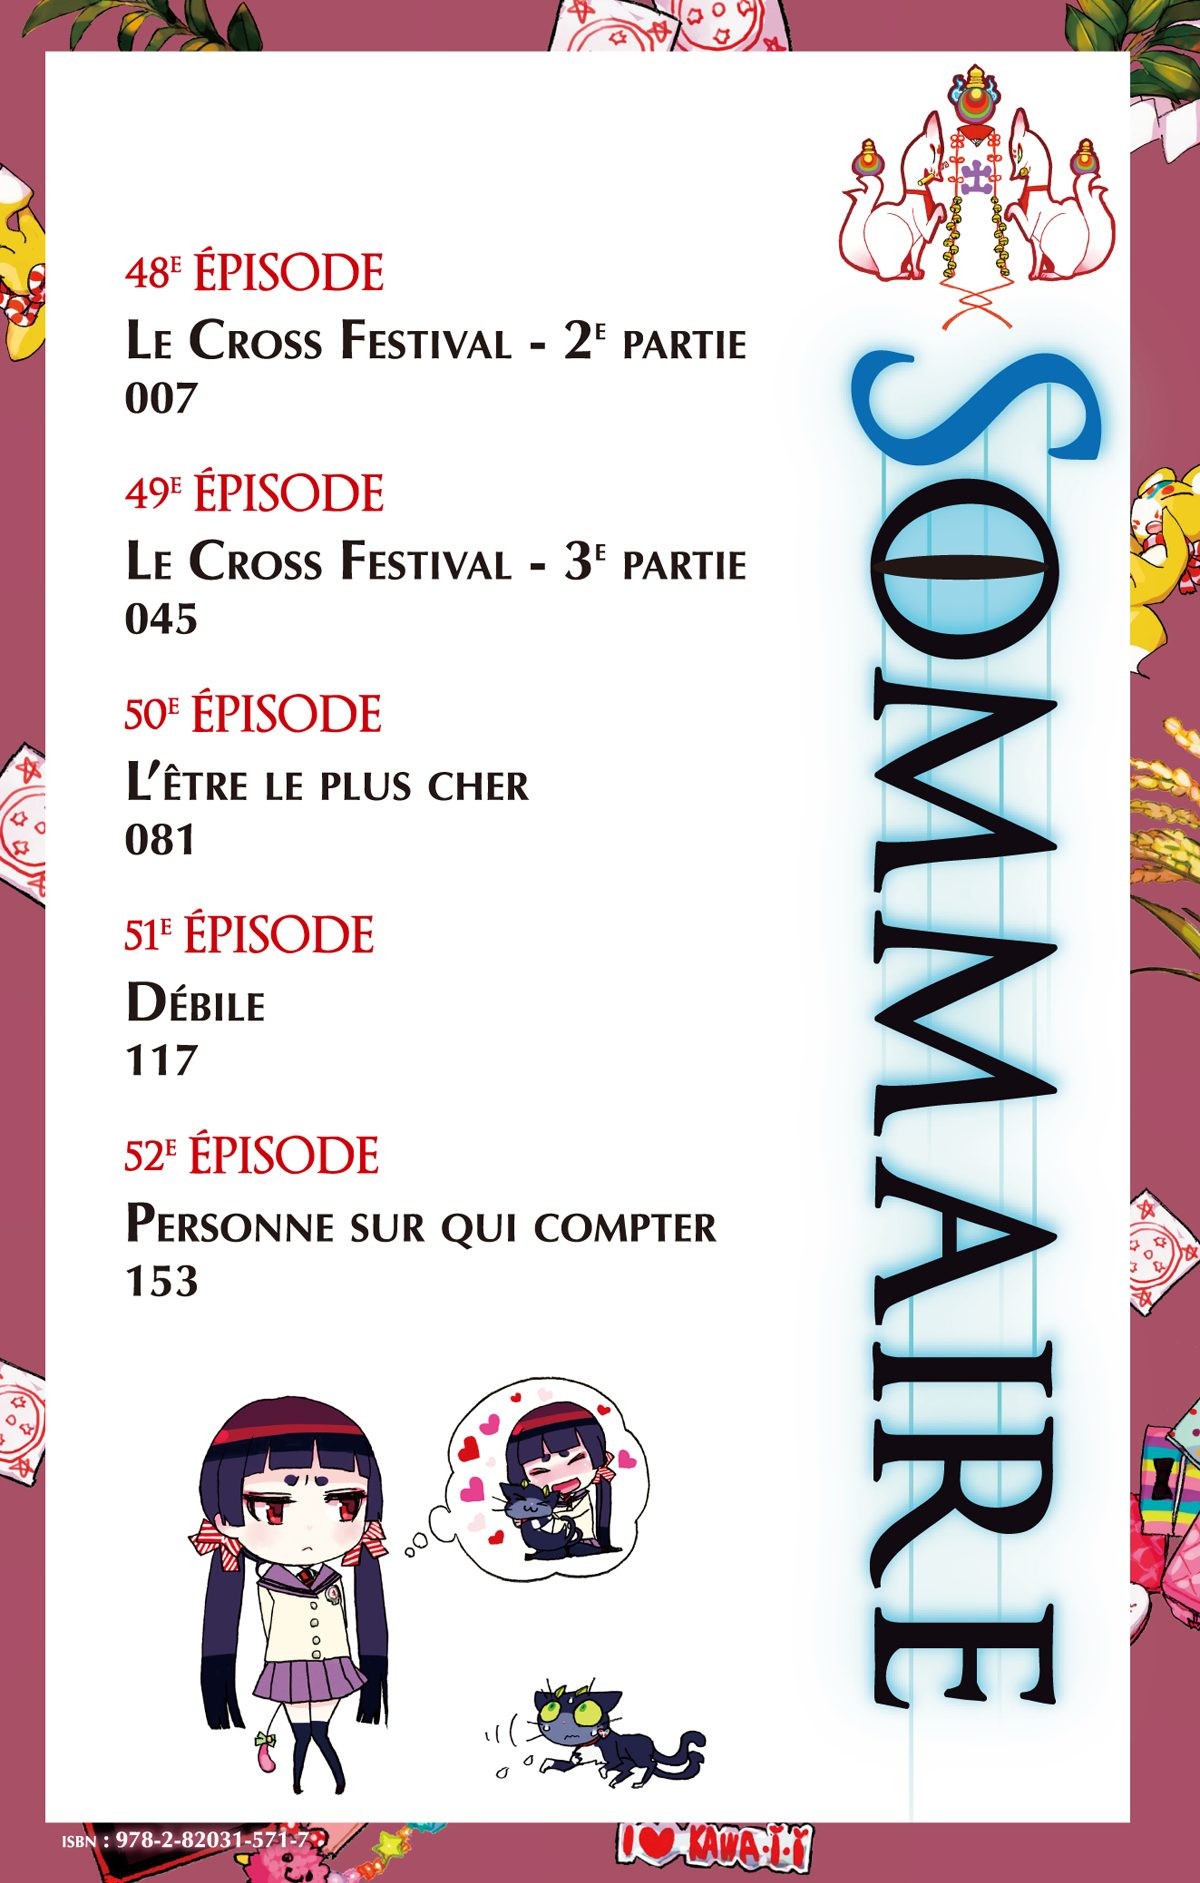 SOMMAIRE
48E ÉPISODE
LE CROSS FESTIVAL - 2E PARTIE
007
49E ÉPISODE
LE CROSS FESTIVAL - 3E PARTIE
045
50E ÉPISODE
L'ÊTRE LE PLUS CHER
081
51E ÉPISODE
DÉBILE
117
52E ÉPISODE
PERSONNE SUR QUI COMPTER
153
ISBN : 978-2-82031-571-7
I ♥ KAWA·I·I